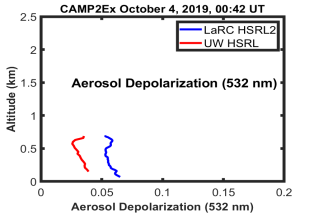 CAMP2Ex October 4, 2019, 00:42 UT
2.5
LaRC HSRL2
UW HSRL
2
1.5
Aerosol Depolarization (532 nm)
1
0.5
0
Altitude (km)
0 0.05 0.1 0.15 0.2
Aerosol Depolarization (532 nm)